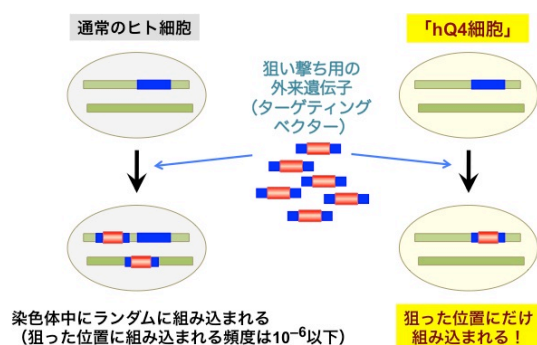 通常のヒト細胞
「hQ4細胞」
狙い撃ち用の
外来遺伝子
（ターゲティング
ベクター）
染色体中にランダムに組み込まれる
（狙った位置に組み込まれる頻度は10⁻⁶以下）
狙った位置にだけ
組み込まれる！